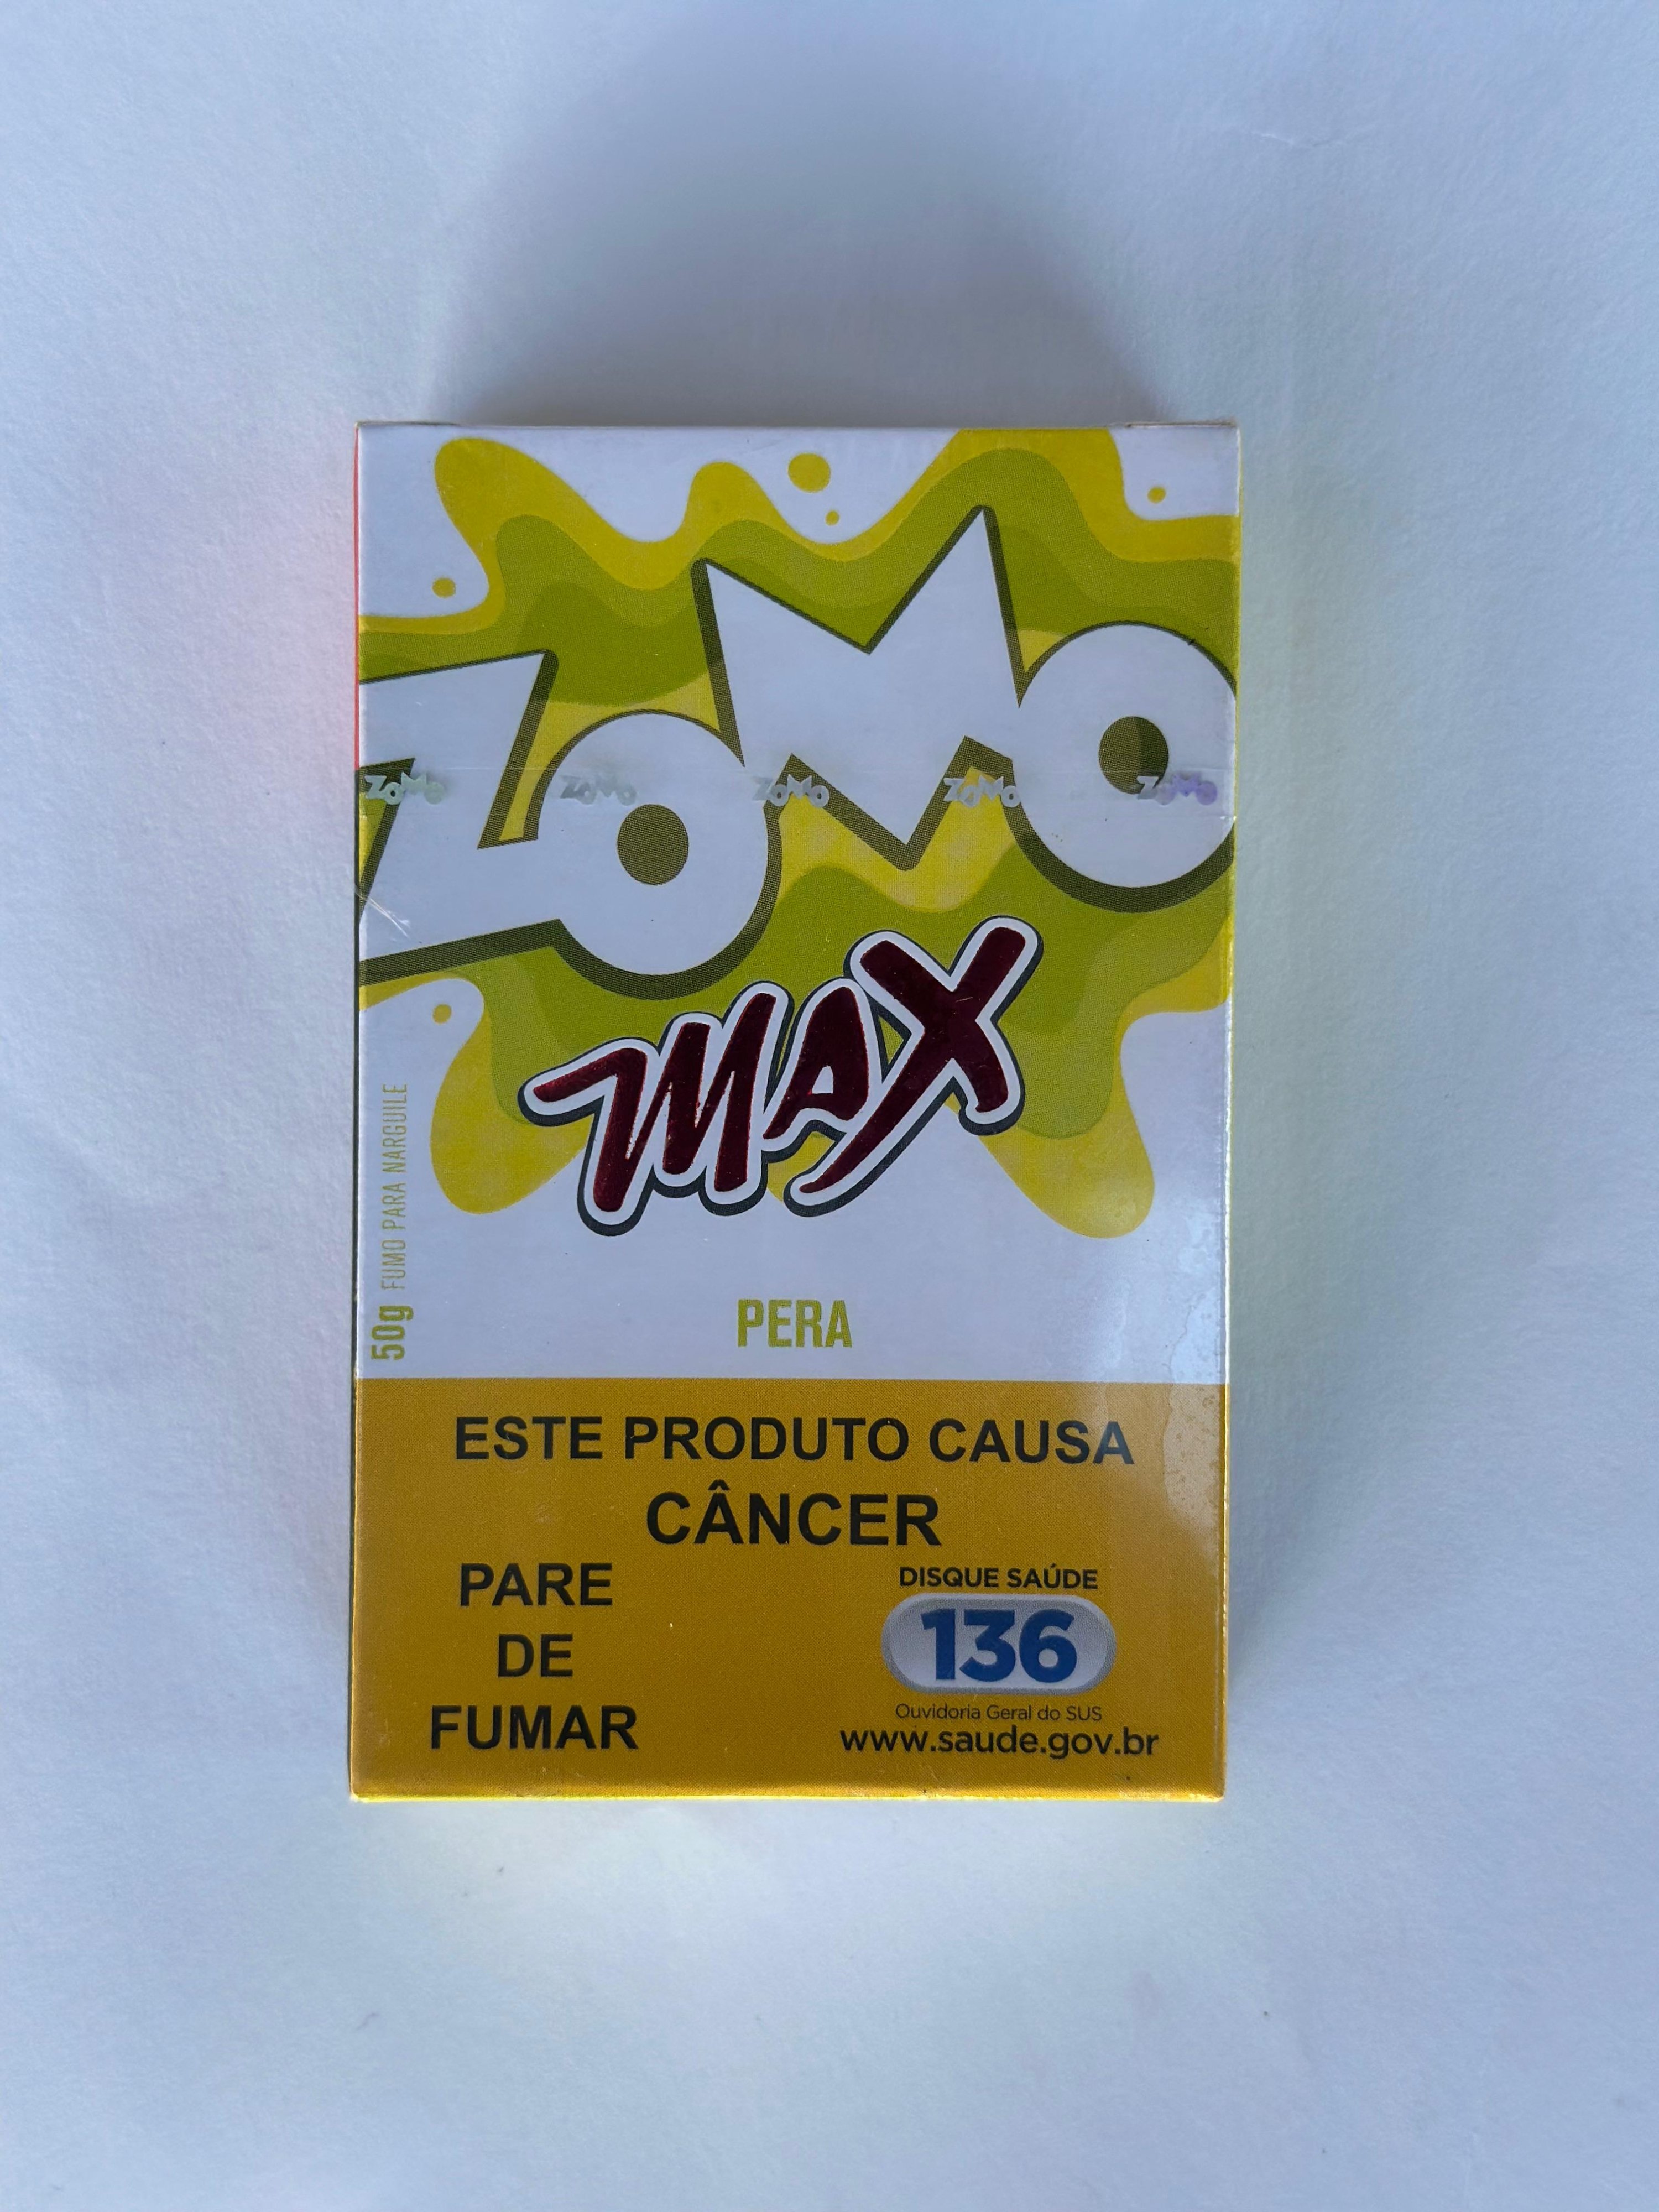 ZOMO
ZOMO ZOMO ZOMO ZOMO ZOMO
MAX
50g FUMO PARA NARGUILE
PERA
ESTE PRODUTO CAUSA
CÂNCER
PARE
DE
FUMAR
DISQUE SAÚDE
136
Ouvidoria Geral do SUS
www.saude.gov.br